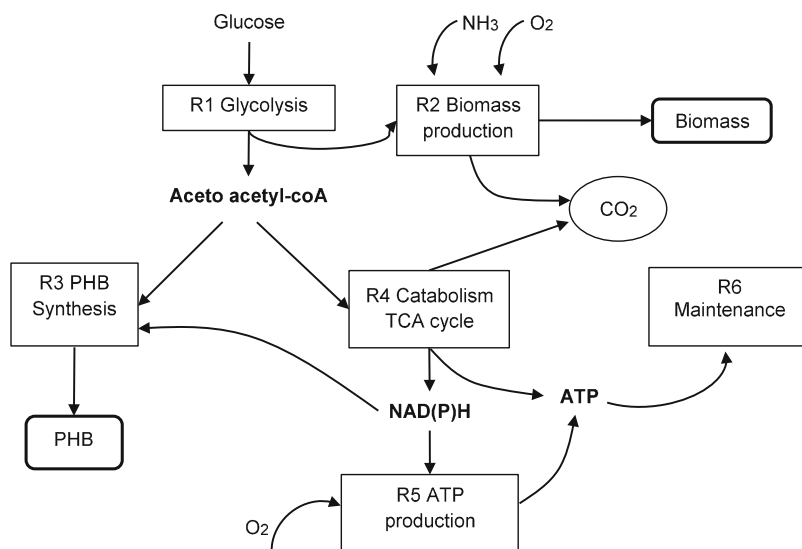 Glucose
NH₃
O₂
R1 Glycolysis
R2 Biomass
production
Biomass
Aceto acetyl-coA
CO₂
R3 PHB
Synthesis
R4 Catabolism
TCA cycle
R6
Maintenance
NAD(P)H
ATP
PHB
R5 ATP
production
O₂